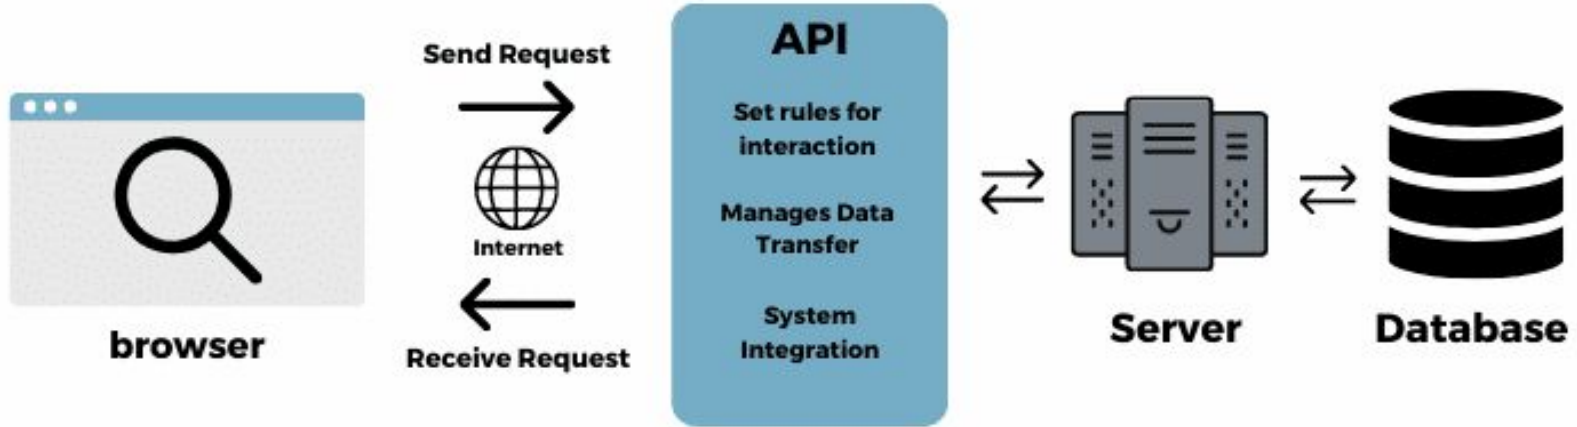 Send Request
Internet
Receive Request
browser
API
Set rules for
interaction
Manages Data
Transfer
System
Integration
Server
Database